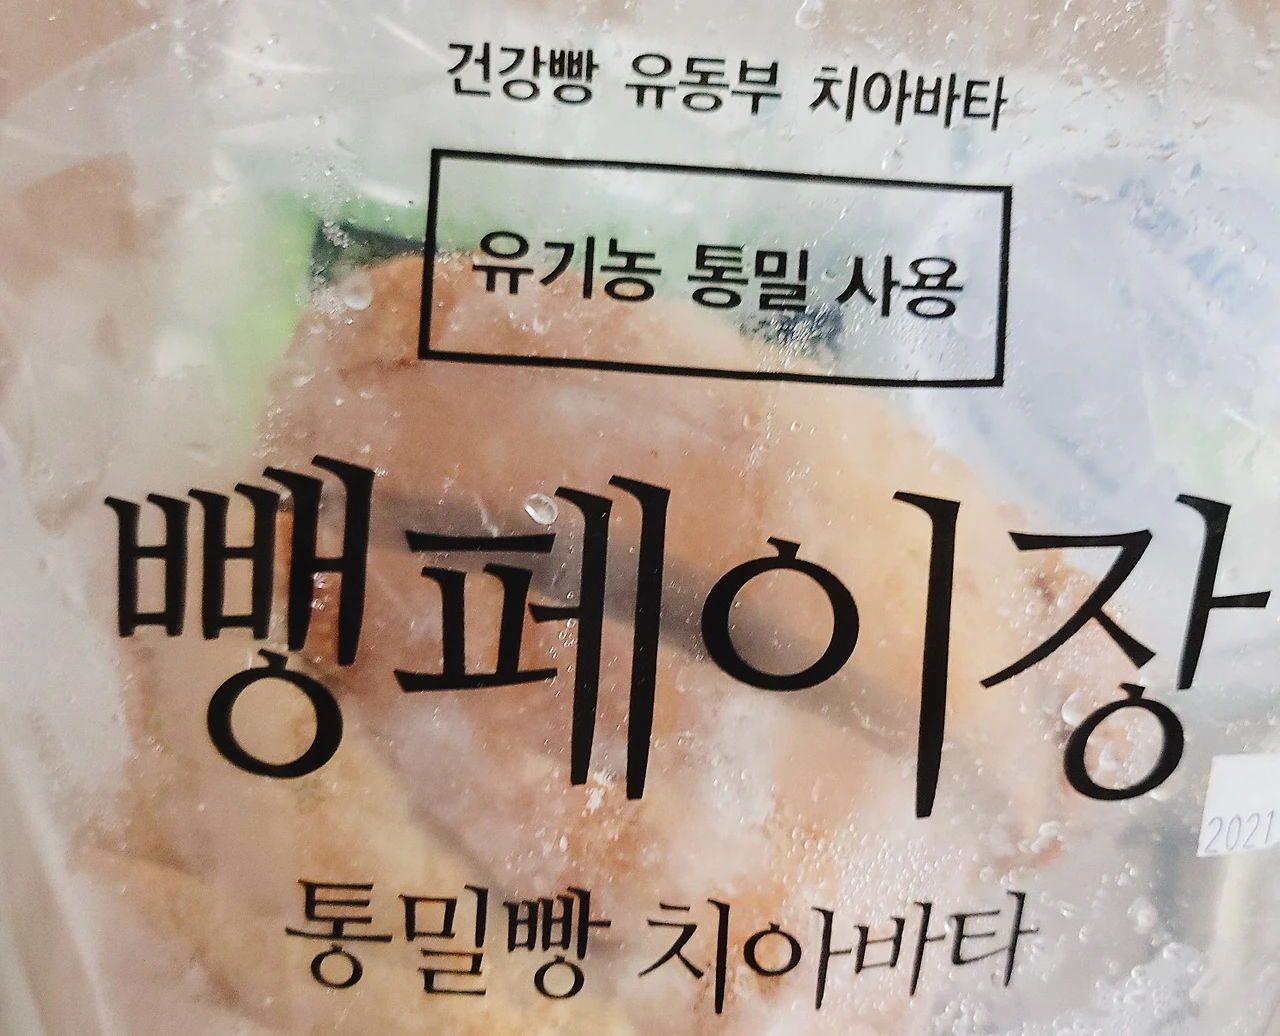 건강빵 유동부 치아바타
유기농 통밀 사용
뺑페이장
2021
통밀빵 치아바타